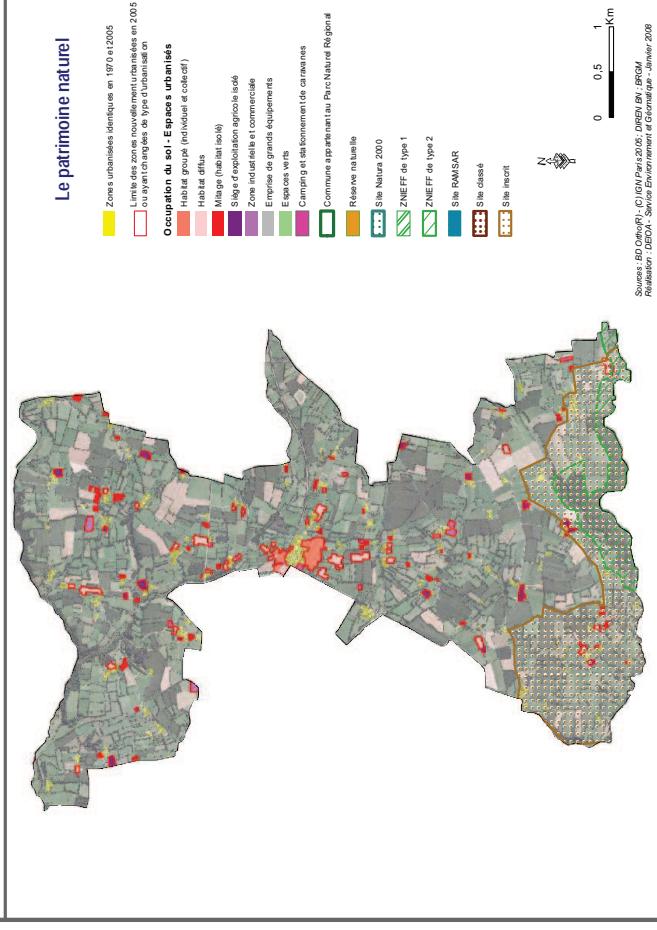 Le patrimoine naturel
Zones urbanisées identiques en 1970 et 2005
Limite des zones nouvellement urbanisées en 2005
ou ayant changées de type d'urbanisation
Occupation du sol - Espaces urbanisés
Habitat groupé (individuel et collectif)
Habitat diffus
Mitage (habitat isolé)
Siège d'exploitation agricole isolé
Zone industrielle et commerciale
Emprise de grands équipements
Espaces verts
Camping et stationnement de caravanes
Commune appartenant au Parc Naturel Régional
Réserve naturelle
Site Natura 2000
ZNIEFF de type 1
ZNIEFF de type 2
Site RAMSAR
Site classé
Site inscrit
N
0 0,5 1
Km
Sources : BD Ortho(R) - (C) IGN Paris 2005 ; DIREN BN ; BRGM
Réalisation : DEIOA - Service Environnement et Géomatique - Janvier 2008